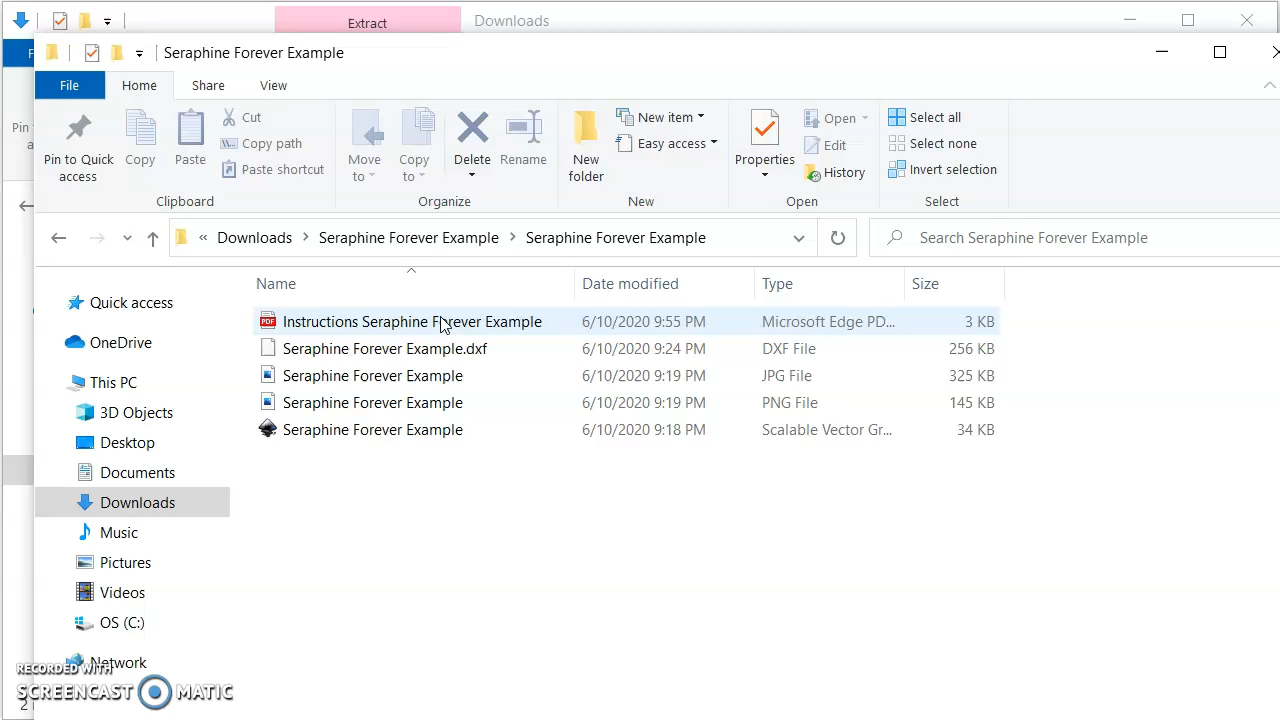 Extract
Downloads
Seraphine Forever Example
File
Home
Share
View
Pin to Quick access
Copy
Paste
Cut
Copy path
Paste shortcut
Clipboard
Move to
Copy to
Delete
Rename
Organize
New folder
New item
Easy access
New
Properties
Open
Edit
History
Open
Select all
Select none
Invert selection
Select
« Downloads > Seraphine Forever Example > Seraphine Forever Example
Search Seraphine Forever Example
Name Date modified Type Size
Instructions Seraphine Forever Example 6/10/2020 9:55 PM Microsoft Edge PD... 3 KB
Seraphine Forever Example.dxf 6/10/2020 9:24 PM DXF File 256 KB
Seraphine Forever Example 6/10/2020 9:19 PM JPG File 325 KB
Seraphine Forever Example 6/10/2020 9:19 PM PNG File 145 KB
Seraphine Forever Example 6/10/2020 9:18 PM Scalable Vector Gr... 34 KB
Quick access
OneDrive
This PC
3D Objects
Desktop
Documents
Downloads
Music
Pictures
Videos
OS (C:)
Network
RECORDED WITH
SCREENCAST MATIC